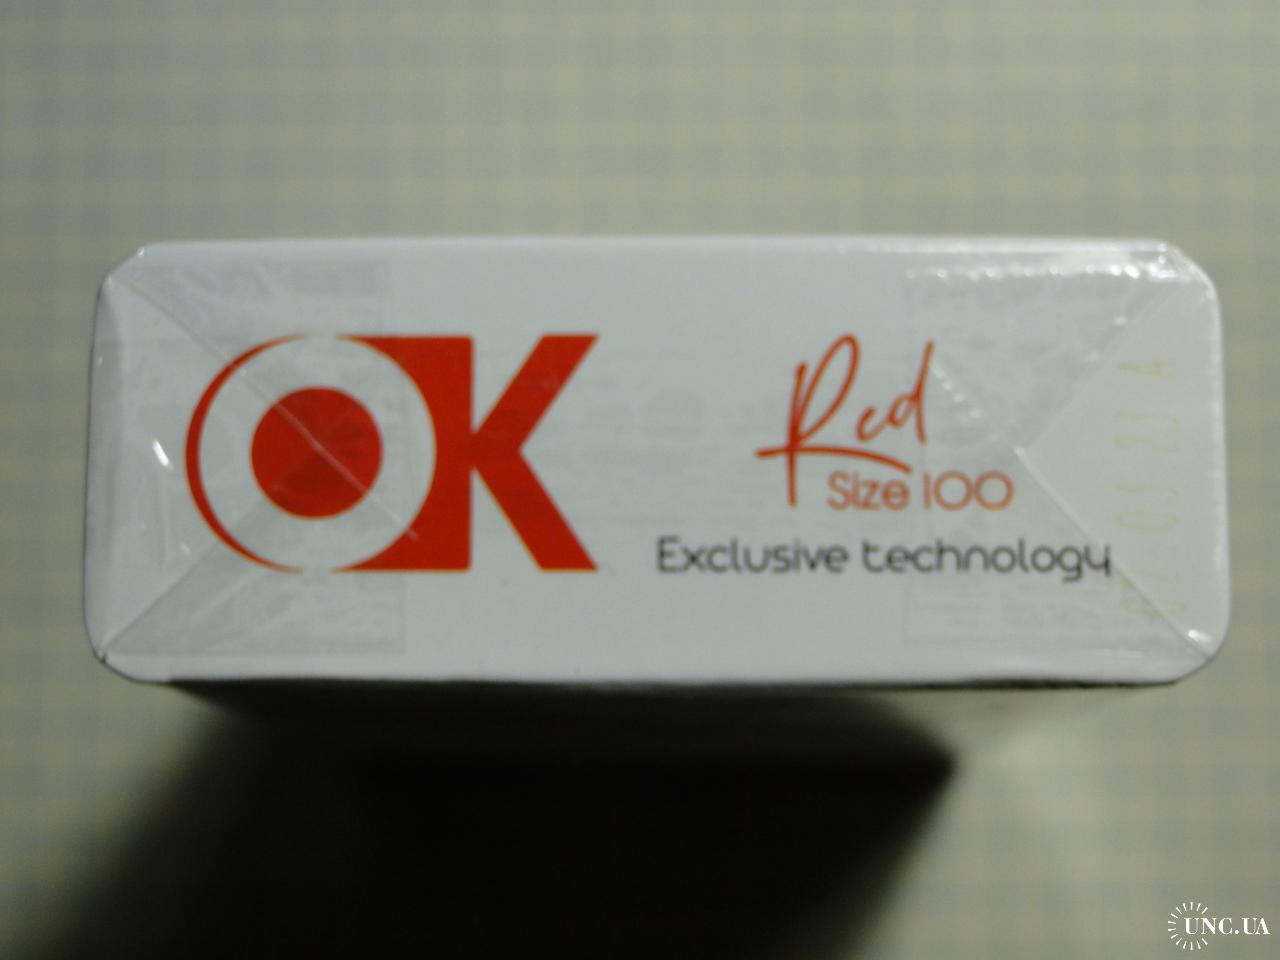 OK
Red
Size 100
Exclusive technology
UNC.UA